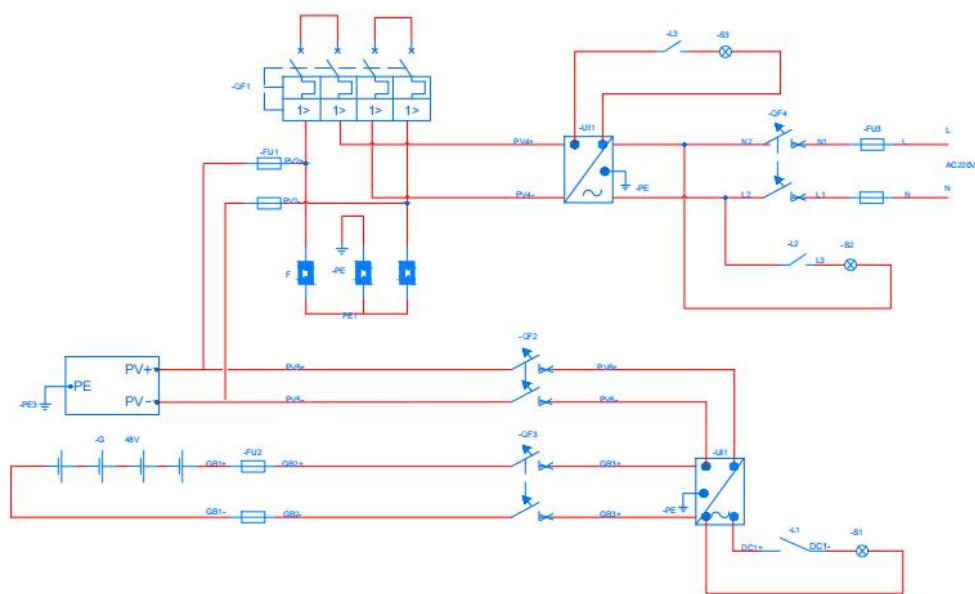 -L3
-S3
-QF1
1>
1>
1>
1>
-UI1
-QF4
-FU3
PV4+
N2
N1
L
L
-FU1
PV2+
AC220V
-PE
PV4-
L2
L1
N
N
PV2-
-L2
-S2
L3
F
-PE
PE1
-QF2
PV+
PV5+
PV6+
PE
PV-
PV5-
PV6-
-PE3
-G
48V
-FU2
-QF3
-UI1
GB1+
GB2+
GB3+
-PE
GB1-
GB2-
GB3+
-L1
-S1
DC1+
DC1-